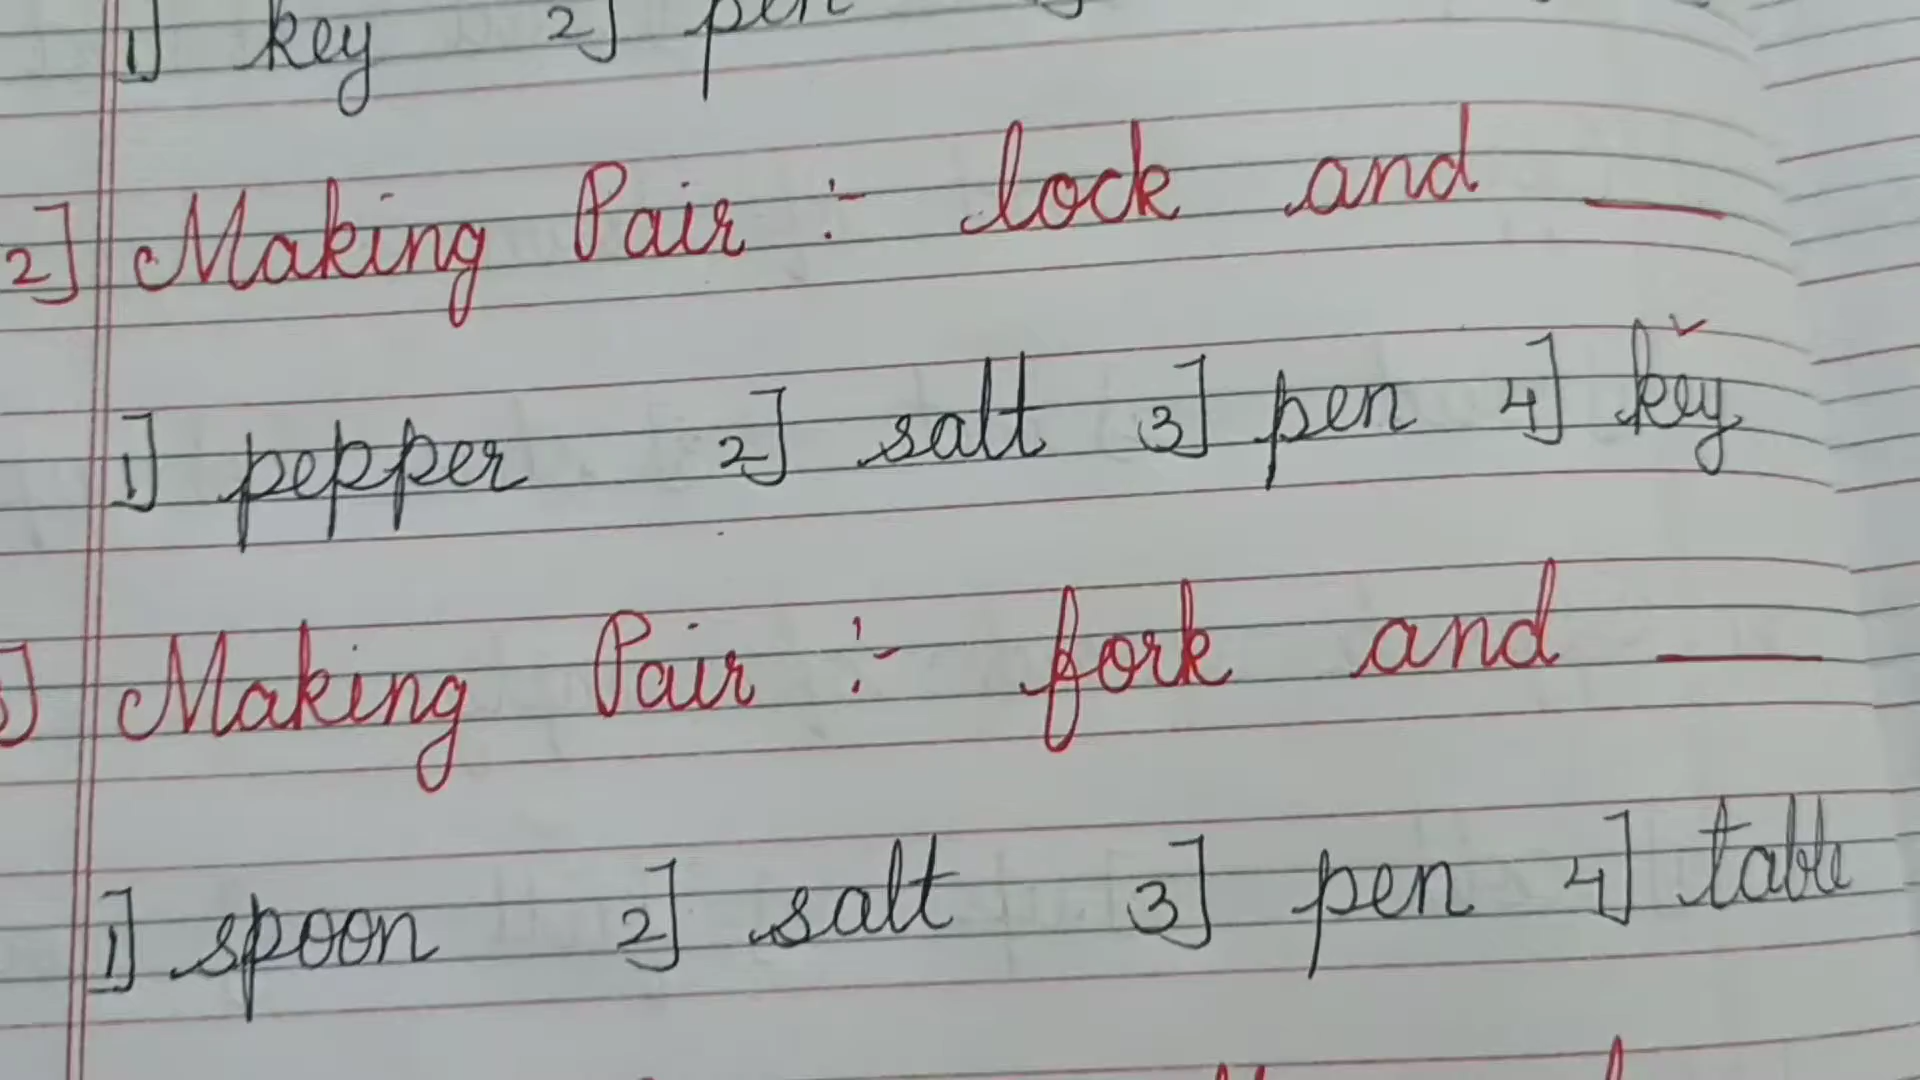 1] key 2] pen
2] Making Pair :- lock and ___
1] pepper 2] salt 3] pen 4] key
] Making Pair :- fork and ___
1] spoon 2] salt 3] pen 4] table